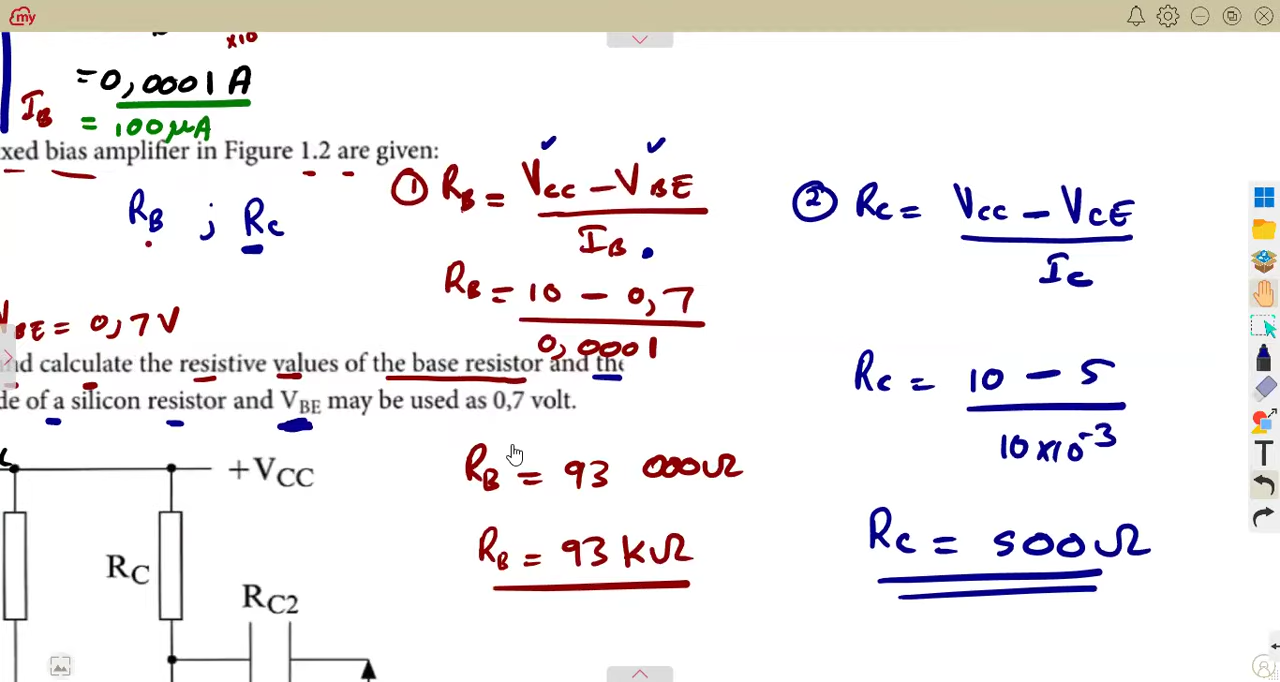 my
×10
= 0,0001 A
I_B
= 100 μA
xed bias amplifier in Figure 1.2 are given:
R_B ; R_C
① R_B = (V_CC − V_BE) / I_B
R_B = (10 − 0,7) / 0,0001
② R_C = (V_CC − V_CE) / I_C
R_C = (10 − 5) / (10×10⁻³)
BE = 0,7 V
nd calculate the resistive values of the base resistor and the
de of a silicon resistor and V_BE may be used as 0,7 volt.
R_B = 93 000 Ω
R_B = 93 kΩ
R_C = 500 Ω
+V_CC
R_C
R_C2
T